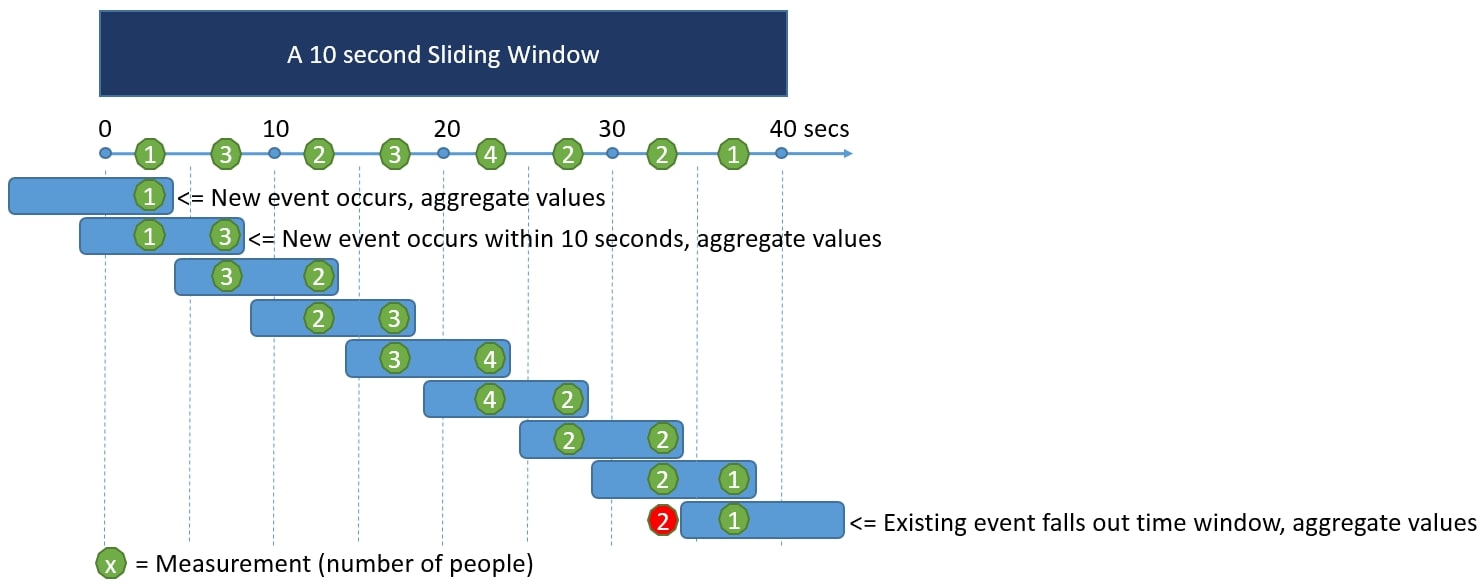 A 10 second Sliding Window
0 10 20 30 40 secs
1 3 2 3 4 2 2 1
1 <= New event occurs, aggregate values
1 3 <= New event occurs within 10 seconds, aggregate values
3 2
2 3
3 4
4 2
2 2
2 1
2 1 <= Existing event falls out time window, aggregate values
x = Measurement (number of people)